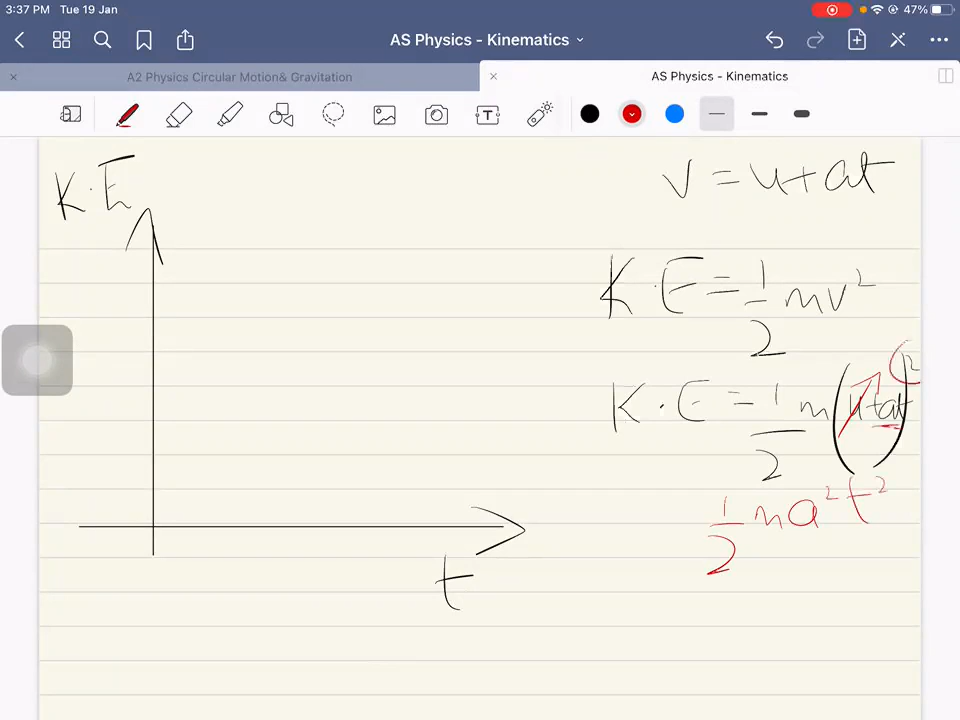 3:37 PM Tue 19 Jan
47%
AS Physics - Kinematics
A2 Physics Circular Motion& Gravitation
AS Physics - Kinematics
T
K.E
v = u+at
K.E = 1/2 mv²
K.E = 1/2 m(u+at)²
1/2 ma²t²
t